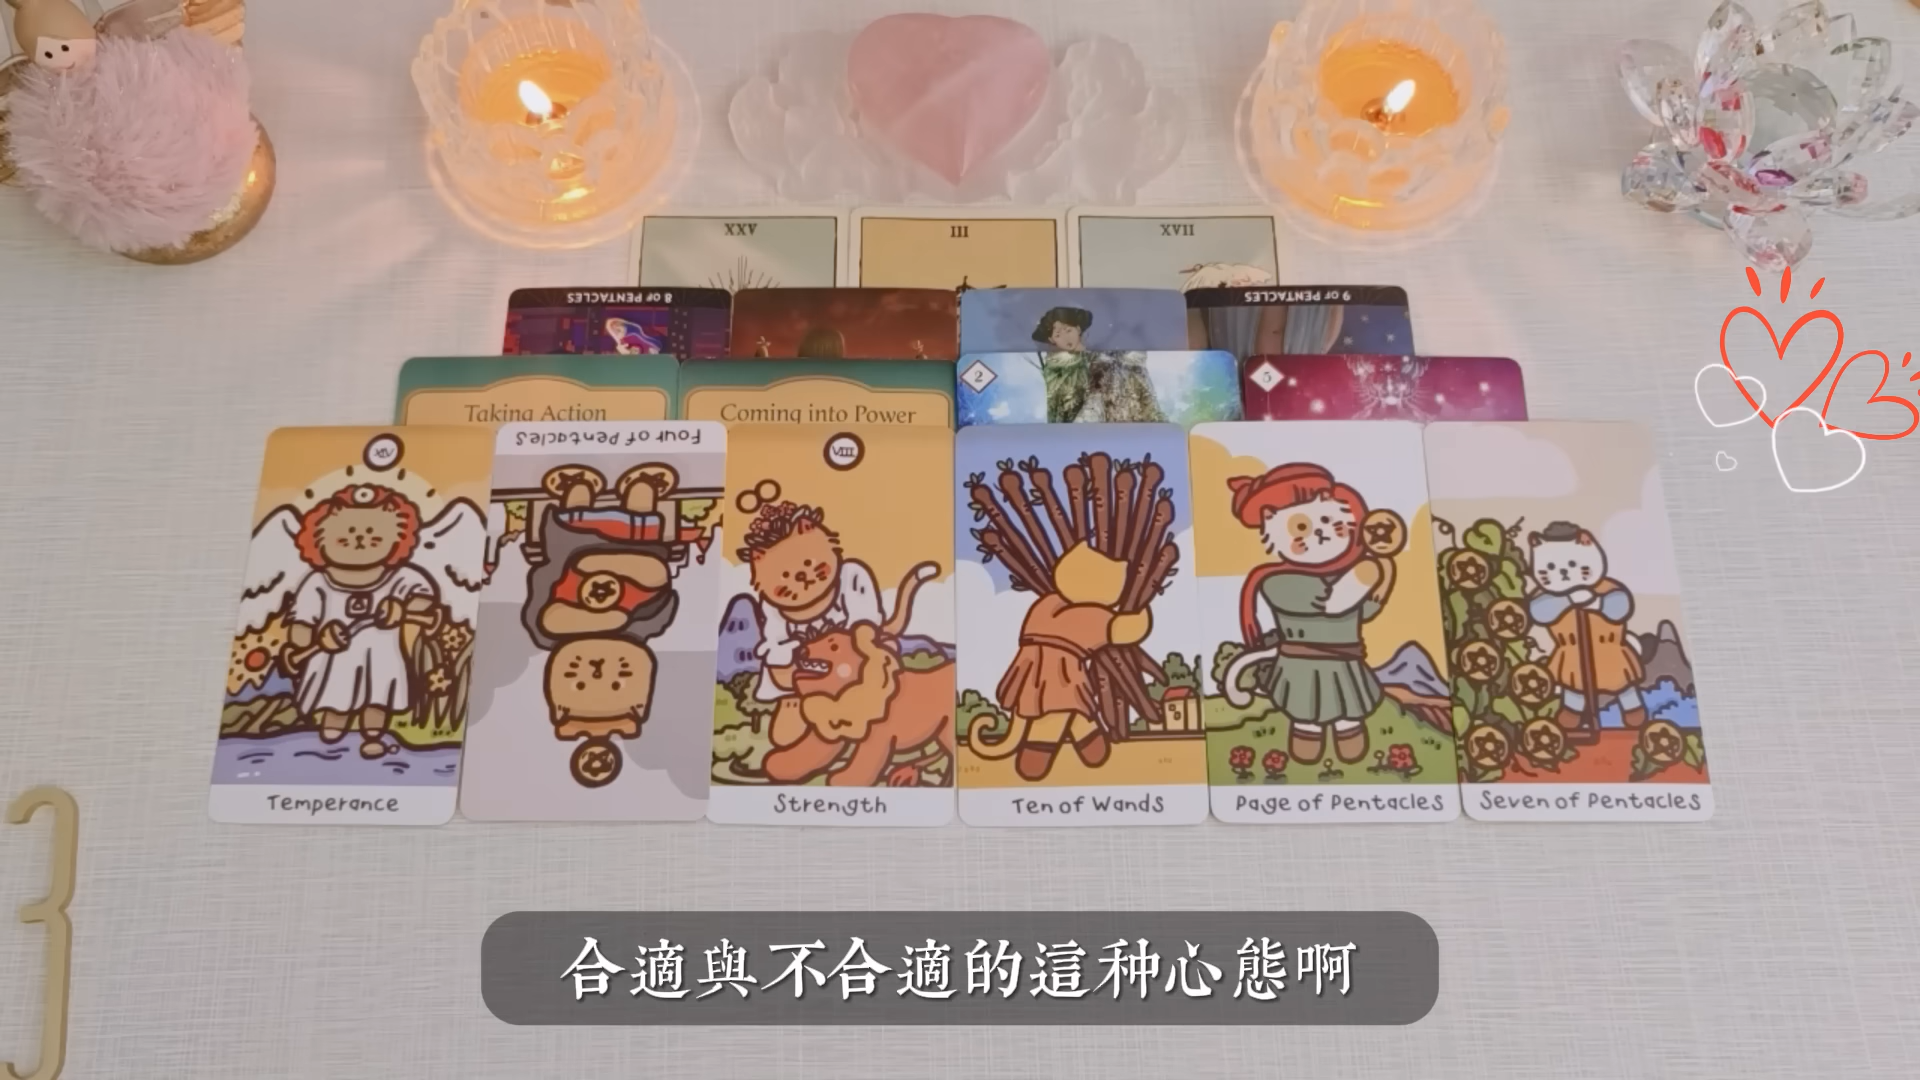 XXV
III
XVII
8 OF PENTACLES
9 OF PENTACLES
Taking Action
Coming into Power
2
5
XIV
Four of Pentacles
VIII
Temperance
Strength
Ten of Wands
Page of Pentacles
Seven of Pentacles
3
合適與不合適的這种心態啊